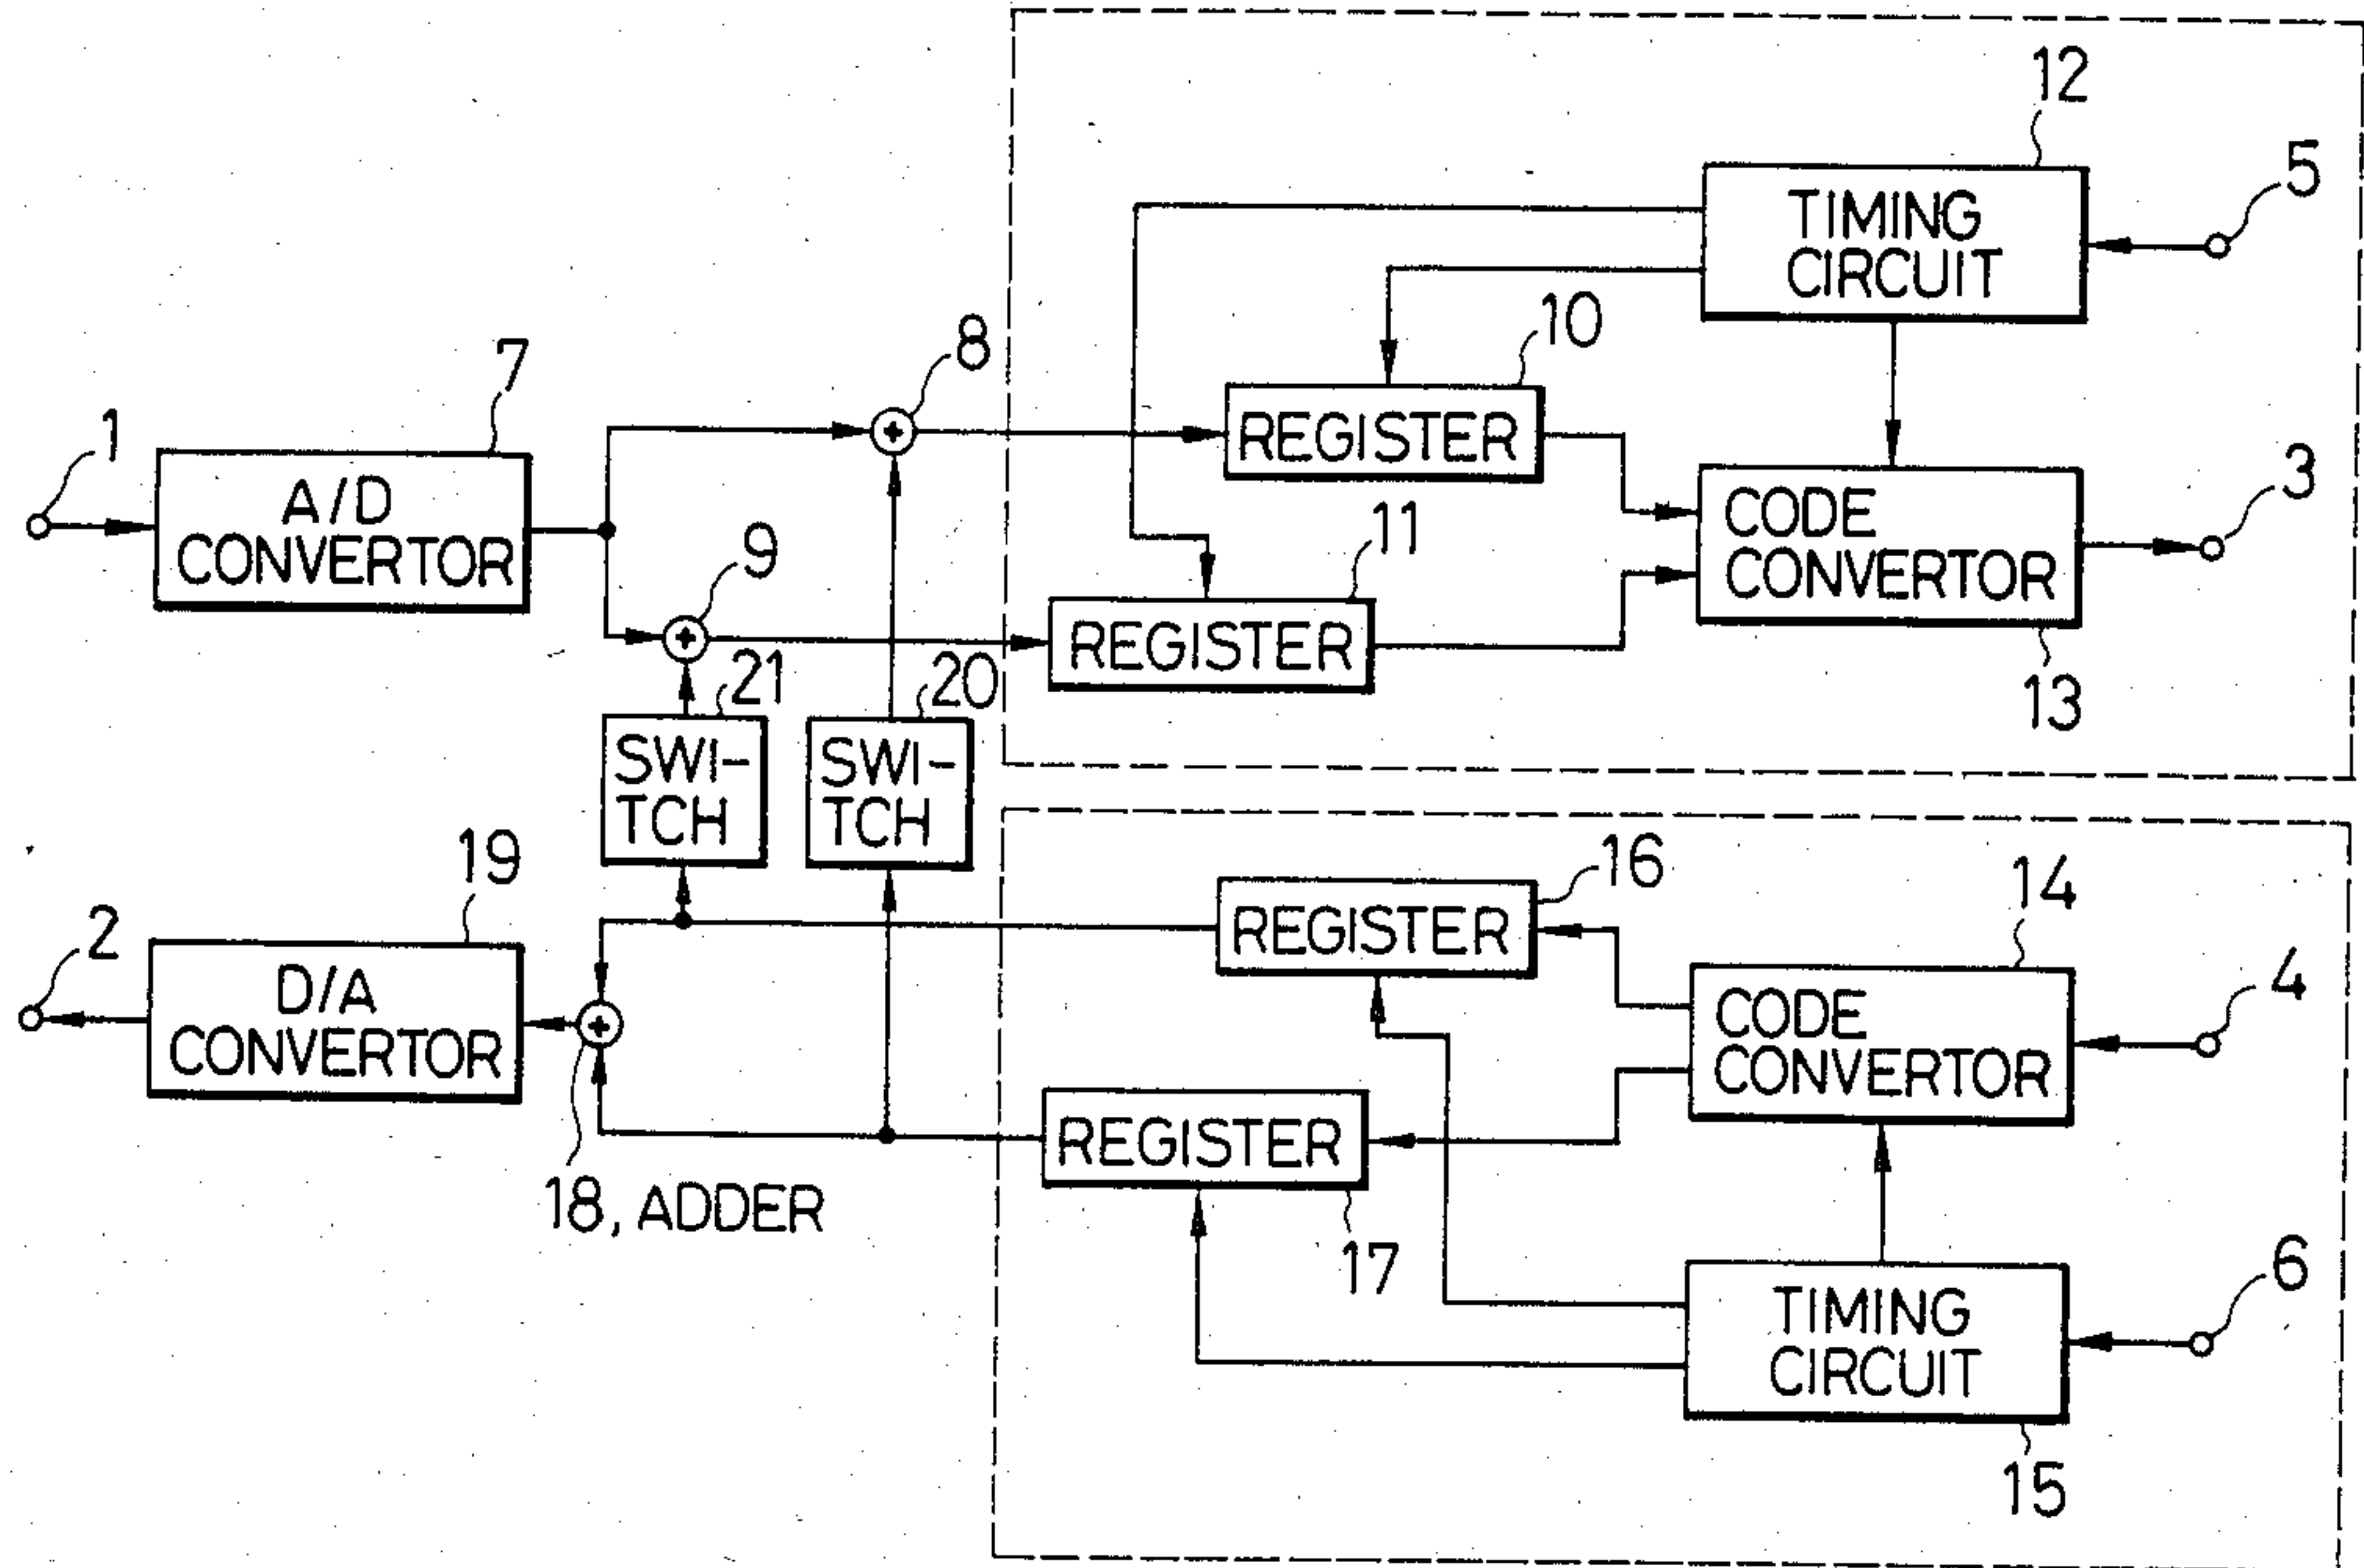 12
5
TIMING
CIRCUIT
10
8
7
1
REGISTER
3
A/D
CONVERTOR
CODE
CONVERTOR
11
9
REGISTER
21
20
13
SWI-
TCH
SWI-
TCH
16
14
19
REGISTER
2
4
D/A
CONVERTOR
CODE
CONVERTOR
REGISTER
18, ADDER
17
6
TIMING
CIRCUIT
15